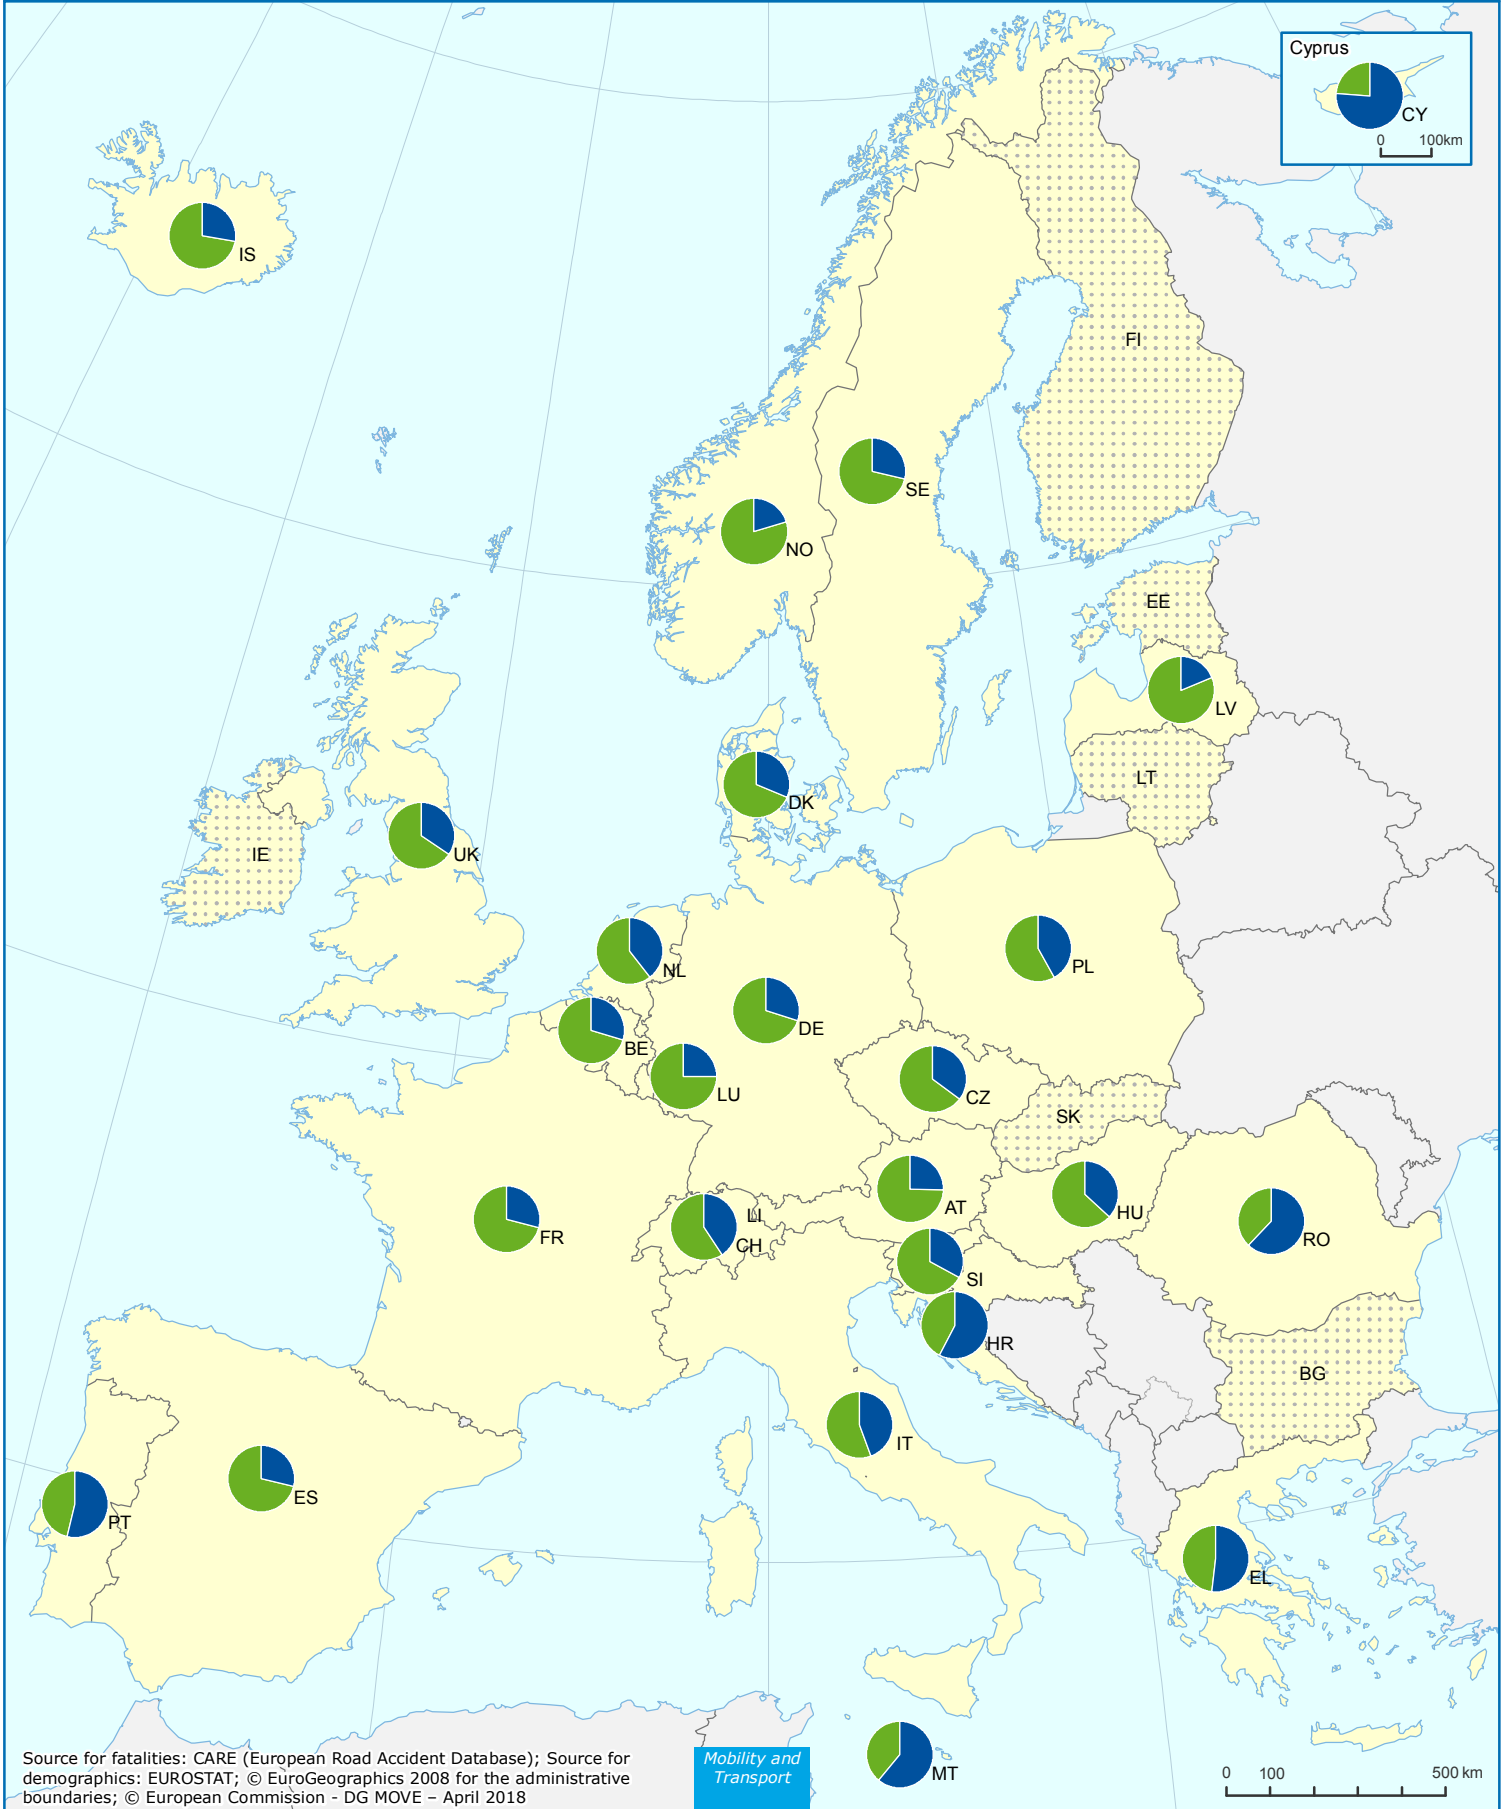 Cyprus
CY
0 100km
IS
FI
SE
NO
EE
LV
LT
DK
IE
UK
NL
PL
DE
BE
LU
CZ
SK
AT
HU
LI
CH
FR
RO
SI
HR
BG
IT
ES
PT
EL
MT
Source for fatalities: CARE (European Road Accident Database); Source for
demographics: EUROSTAT; © EuroGeographics 2008 for the administrative
boundaries; © European Commission - DG MOVE – April 2018
Mobility and
Transport
0 100 500 km